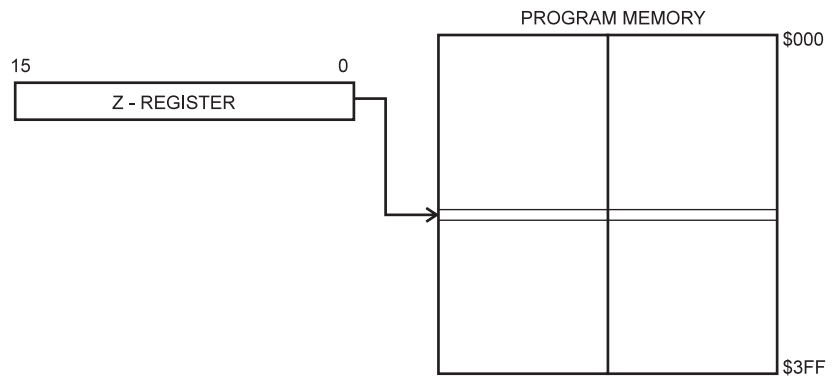 PROGRAM MEMORY
$000
15 0
Z - REGISTER
$3FF